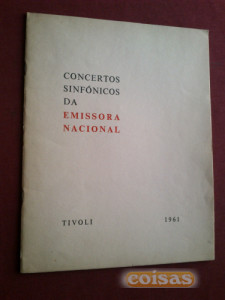 CONCERTOS
SINFÓNICOS
DA
EMISSORA
NACIONAL
TIVOLI 1961
coisas